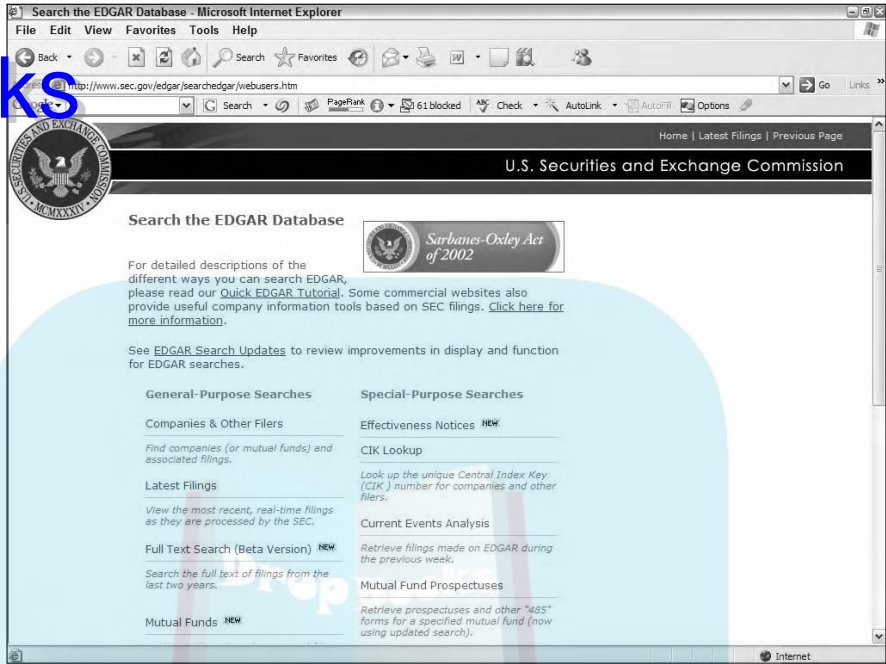 Search the EDGAR Database - Microsoft Internet Explorer
File Edit View Favorites Tools Help
Back Search Favorites
ks
http://www.sec.gov/edgar/searchedgar/webusers.htm Go Links »
Search PageRank 61 blocked ABC Check AutoLink AutoFill Options
Home | Latest Filings | Previous Page
U.S. Securities and Exchange Commission
Search the EDGAR Database
Sarbanes-Oxley Act
of 2002
For detailed descriptions of the
different ways you can search EDGAR,
please read our Quick EDGAR Tutorial. Some commercial websites also
provide useful company information tools based on SEC filings. Click here for
more information.
See EDGAR Search Updates to review improvements in display and function
for EDGAR searches.
General-Purpose Searches
Companies & Other Filers
Find companies (or mutual funds) and
associated filings.
Latest Filings
View the most recent, real-time filings
as they are processed by the SEC.
Full Text Search (Beta Version) NEW
Search the full text of filings from the
last two years.
Mutual Funds NEW
Special-Purpose Searches
Effectiveness Notices NEW
CIK Lookup
Look up the unique Central Index Key
(CIK ) number for companies and other
filers.
Current Events Analysis
Retrieve filings made on EDGAR during
the previous week.
Mutual Fund Prospectuses
Retrieve prospectuses and other "485"
forms for a specified mutual fund (now
using updated search).
Internet